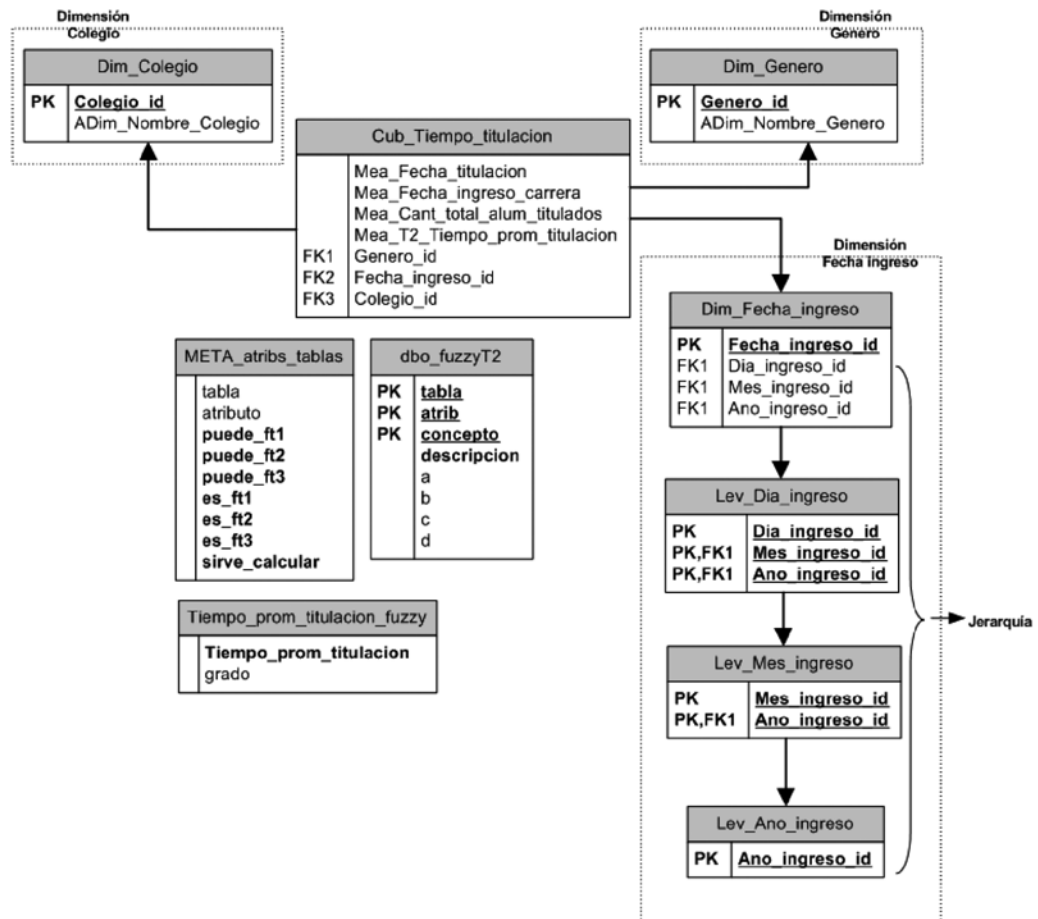 Dimensión
Colegio
Dim_Colegio
PK Colegio_id
ADim_Nombre_Colegio
Dimensión
Genero
Dim_Genero
PK Genero_id
ADim_Nombre_Genero
Cub_Tiempo_titulacion
Mea_Fecha_titulacion
Mea_Fecha_ingreso_carrera
Mea_Cant_total_alum_titulados
Mea_T2_Tiempo_prom_titulacion
FK1 Genero_id
FK2 Fecha_ingreso_id
FK3 Colegio_id
Dimensión
Fecha ingreso
Dim_Fecha_ingreso
PK Fecha_ingreso_id
FK1 Dia_ingreso_id
FK1 Mes_ingreso_id
FK1 Ano_ingreso_id
META_atribs_tablas
tabla
atributo
puede_ft1
puede_ft2
puede_ft3
es_ft1
es_ft2
es_ft3
sirve_calcular
dbo_fuzzyT2
PK tabla
PK atrib
PK concepto
descripcion
a
b
c
d
Lev_Dia_ingreso
PK Dia_ingreso_id
PK,FK1 Mes_ingreso_id
PK,FK1 Ano_ingreso_id
Jerarquía
Tiempo_prom_titulacion_fuzzy
Tiempo_prom_titulacion
grado
Lev_Mes_ingreso
PK Mes_ingreso_id
PK,FK1 Ano_ingreso_id
Lev_Ano_ingreso
PK Ano_ingreso_id